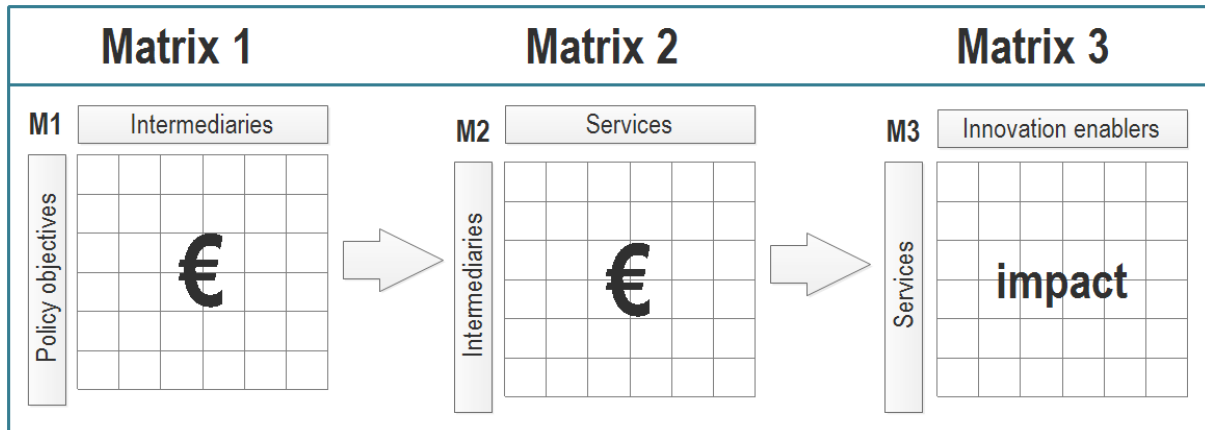 Matrix 1
Matrix 2
Matrix 3
M1
Intermediaries
Policy objectives
€
M2
Services
Intermediaries
€
M3
Innovation enablers
Services
impact